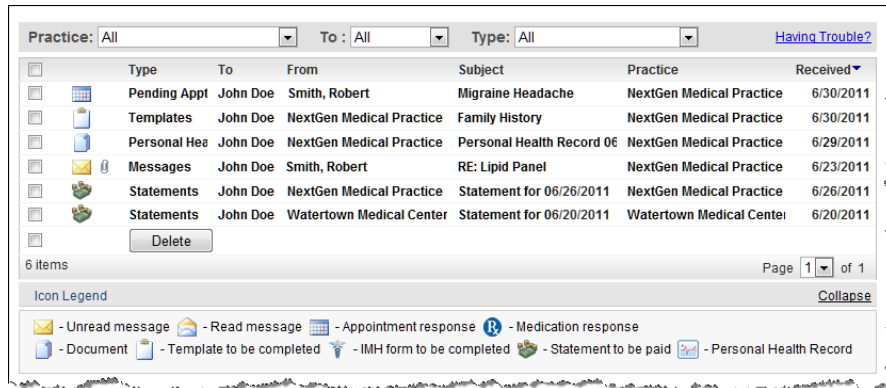 Practice: All To : All Type: All Having Trouble?
Type To From Subject Practice Received
Pending Appt John Doe Smith, Robert Migraine Headache NextGen Medical Practice 6/30/2011
Templates John Doe NextGen Medical Practice Family History NextGen Medical Practice 6/30/2011
Personal Hea John Doe NextGen Medical Practice Personal Health Record 06 NextGen Medical Practice 6/29/2011
Messages John Doe Smith, Robert RE: Lipid Panel NextGen Medical Practice 6/23/2011
Statements John Doe NextGen Medical Practice Statement for 06/26/2011 NextGen Medical Practice 6/26/2011
Statements John Doe Watertown Medical Center Statement for 06/20/2011 Watertown Medical Center 6/20/2011
Delete
6 items Page 1 of 1
Icon Legend Collapse
- Unread message - Read message - Appointment response - Medication response
- Document - Template to be completed - IMH form to be completed - Statement to be paid - Personal Health Record